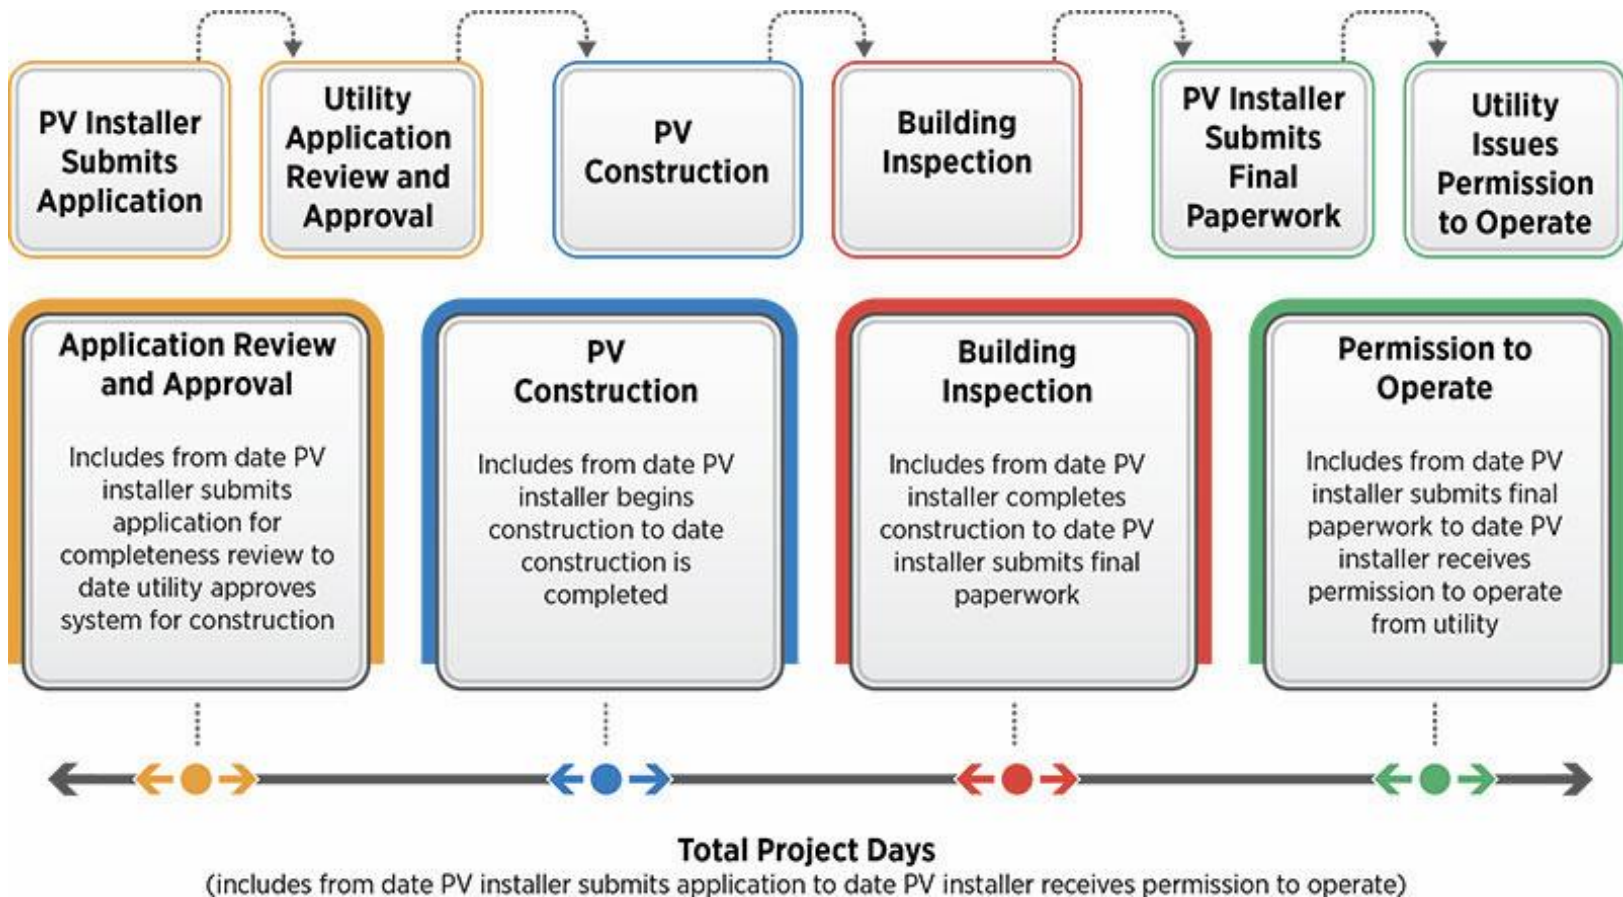 PV Installer
Submits
Application
Utility
Application
Review and
Approval
PV
Construction
Building
Inspection
PV Installer
Submits
Final
Paperwork
Utility
Issues
Permission
to Operate
Application Review
and Approval
Includes from date PV
installer submits
application for
completeness review to
date utility approves
system for construction
PV
Construction
Includes from date PV
installer begins
construction to date
construction is
completed
Building
Inspection
Includes from date PV
installer completes
construction to date PV
installer submits final
paperwork
Permission to
Operate
Includes from date PV
installer submits final
paperwork to date PV
installer receives
permission to operate
from utility
Total Project Days
(includes from date PV installer submits application to date PV installer receives permission to operate)